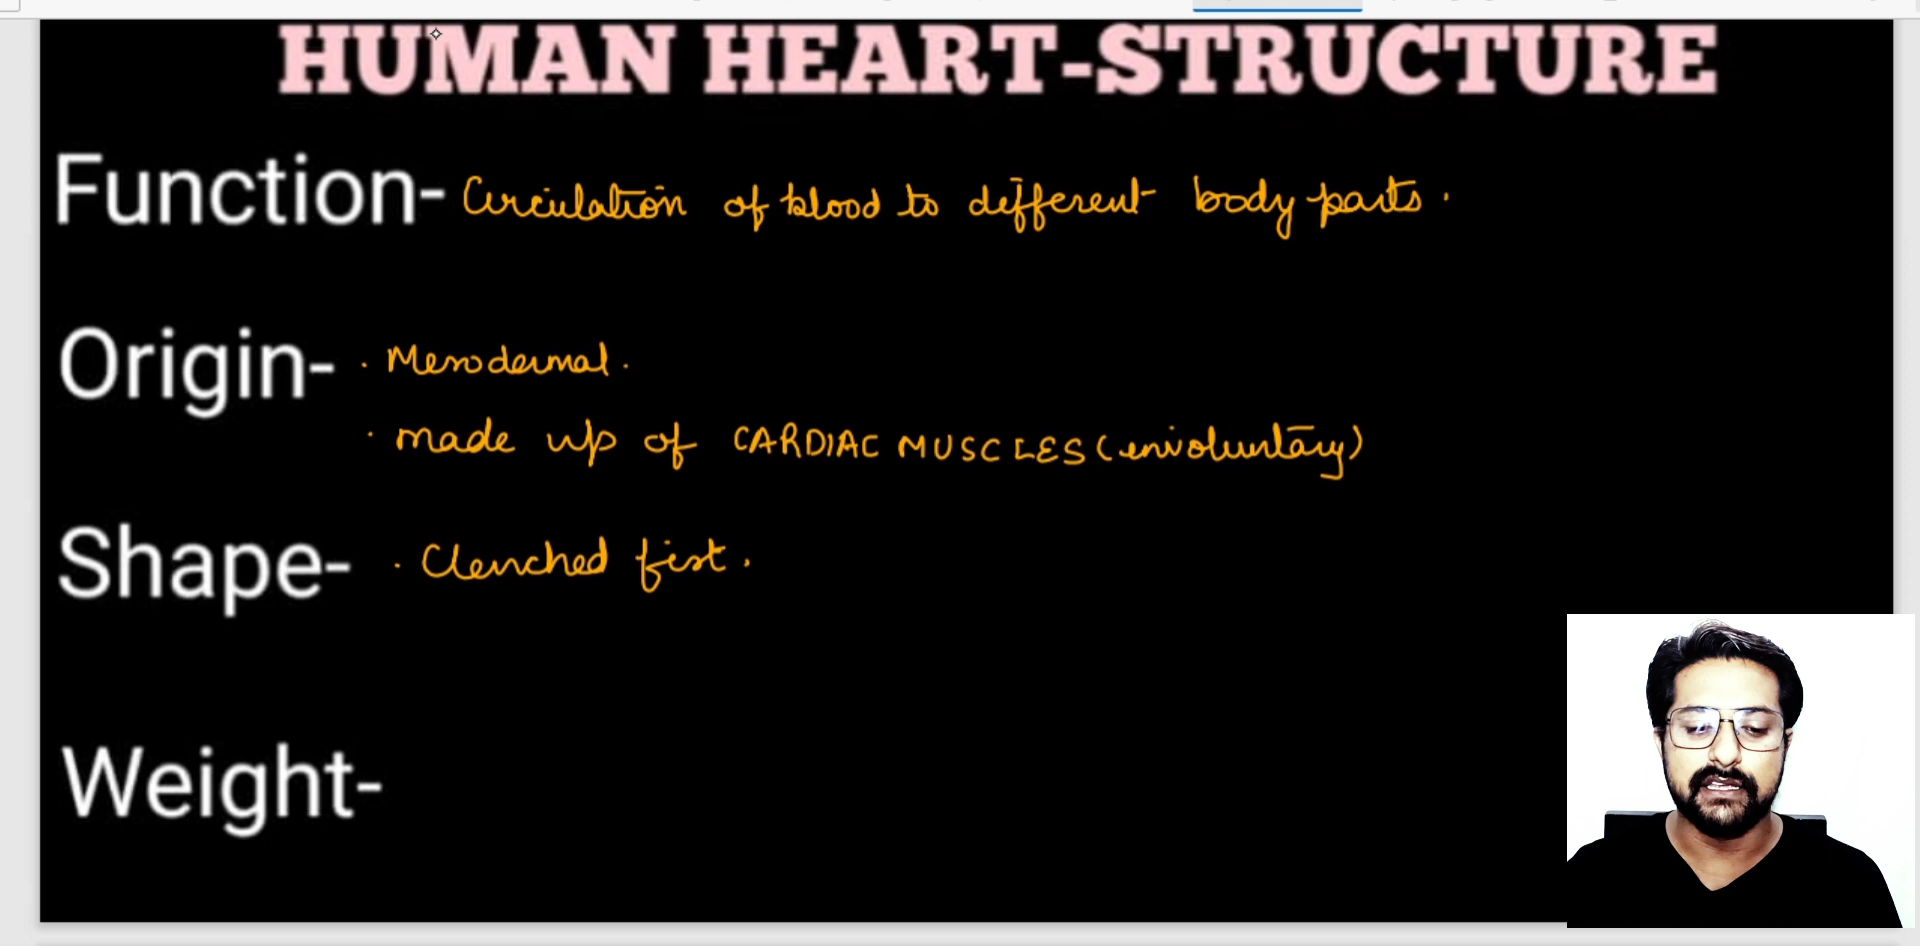 HUMAN HEART-STRUCTURE
Function- Circulation of blood to different body parts.
Origin- · Mesodermal.
· made up of CARDIAC MUSCLES (involuntary)
Shape- · Clenched fist.
Weight-